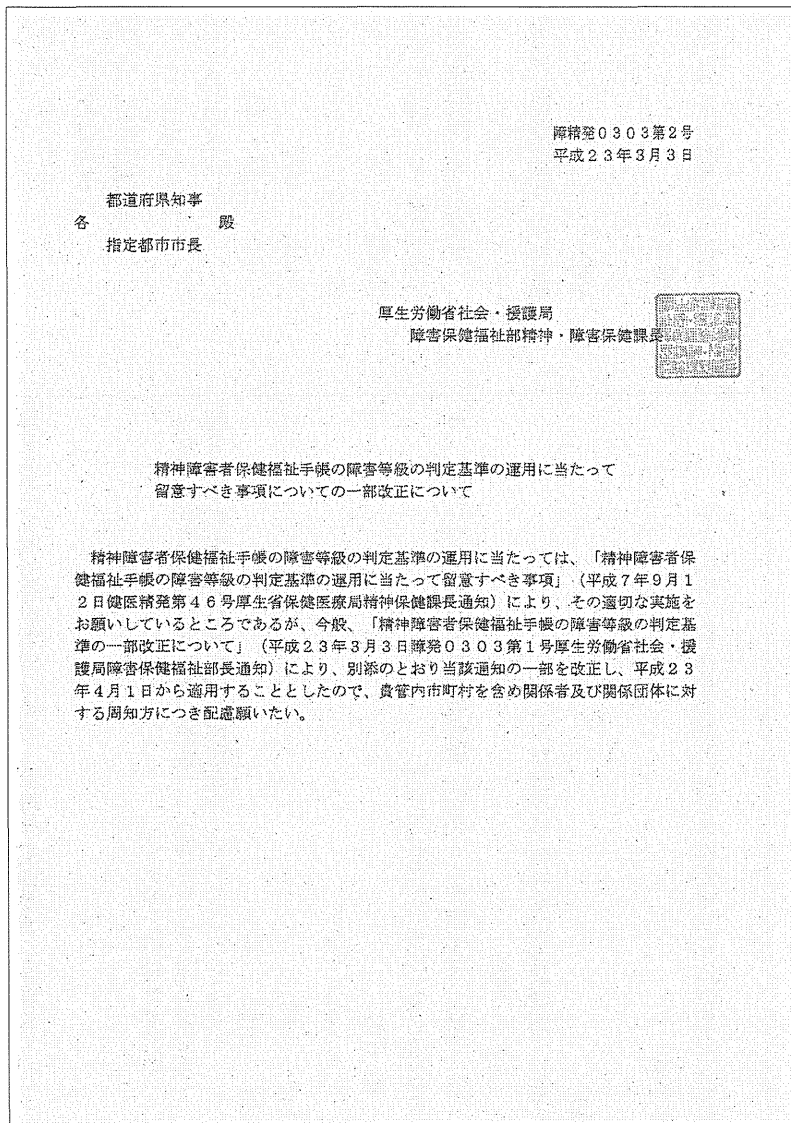 障精発0303第2号
平成23年3月3日
都道府県知事
各 殿
指定都市市長
厚生労働省社会・援護局
障害保健福祉部精神・障害保健課長
精神障害者保健福祉手帳の障害等級の判定基準の運用に当たって
留意すべき事項についての一部改正について
精神障害者保健福祉手帳の障害等級の判定基準の運用に当たっては、「精神障害者保
健福祉手帳の障害等級の判定基準の運用に当たって留意すべき事項」(平成7年9月1
2日健医精発第46号厚生省保健医療局精神保健課長通知)により、その適切な実施を
お願いしているところであるが、今般、「精神障害者保健福祉手帳の障害等級の判定基
準の一部改正について」(平成23年3月3日障発0303第1号厚生労働省社会・援
護局障害保健福祉部長通知)により、別添のとおり当該通知の一部を改正し、平成23
年4月1日から適用することとしたので、貴管内市町村を含め関係者及び関係団体に対
する周知方につき配慮願いたい。